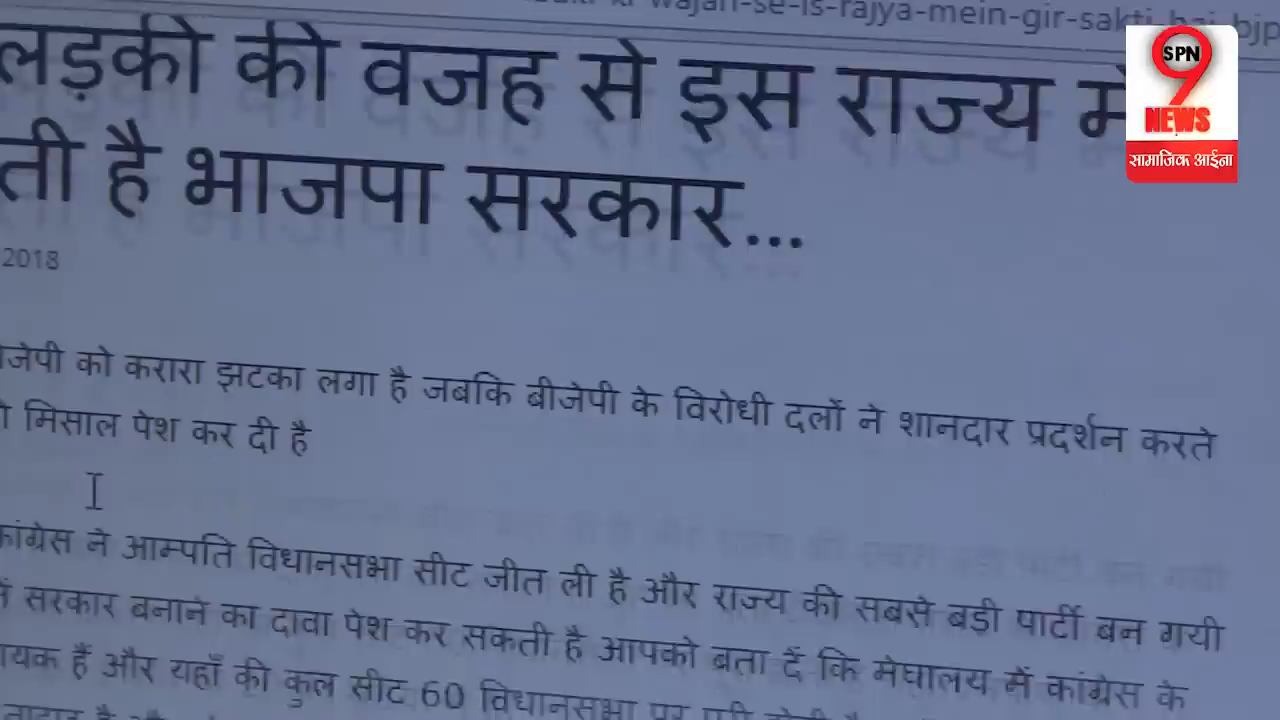 wajah-se-is-rajya-mein-gir-sakti-hai-bjp
लड़की की वजह से इस राज्य में
ती है भाजपा सरकार...
SPN
9
NEWS
सामाजिक आईना
2018
जेपी को करारा झटका लगा है जबकि बीजेपी के विरोधी दलों ने शानदार प्रदर्शन करते
मिसाल पेश कर दी है
कांग्रेस ने आम्पति विधानसभा सीट जीत ली है और राज्य की सबसे बड़ी पार्टी बन गयी
में सरकार बनाने का दावा पेश कर सकती है आपको बता दें कि मेघालय में कांग्रेस के
यक हैं और यहाँ की कुल सीट 60 विधानसभा पर